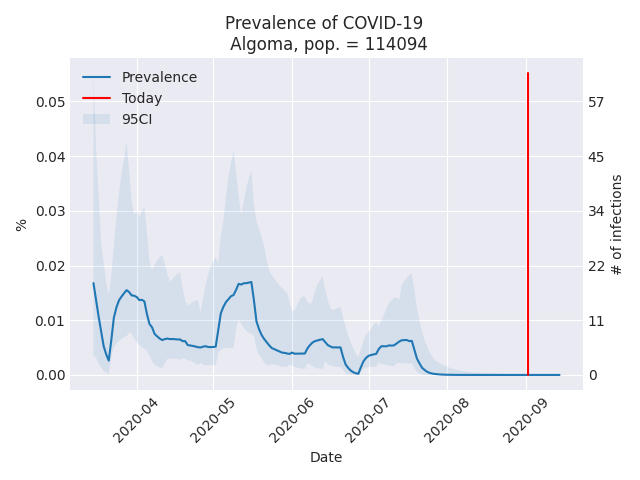 Prevalence of COVID-19
Algoma, pop. = 114094
Prevalence
Today
95CI
0.05
0.04
0.03
0.02
0.01
0.00
%
57
45
34
22
11
0
# of infections
2020-04
2020-05
2020-06
2020-07
2020-08
2020-09
Date